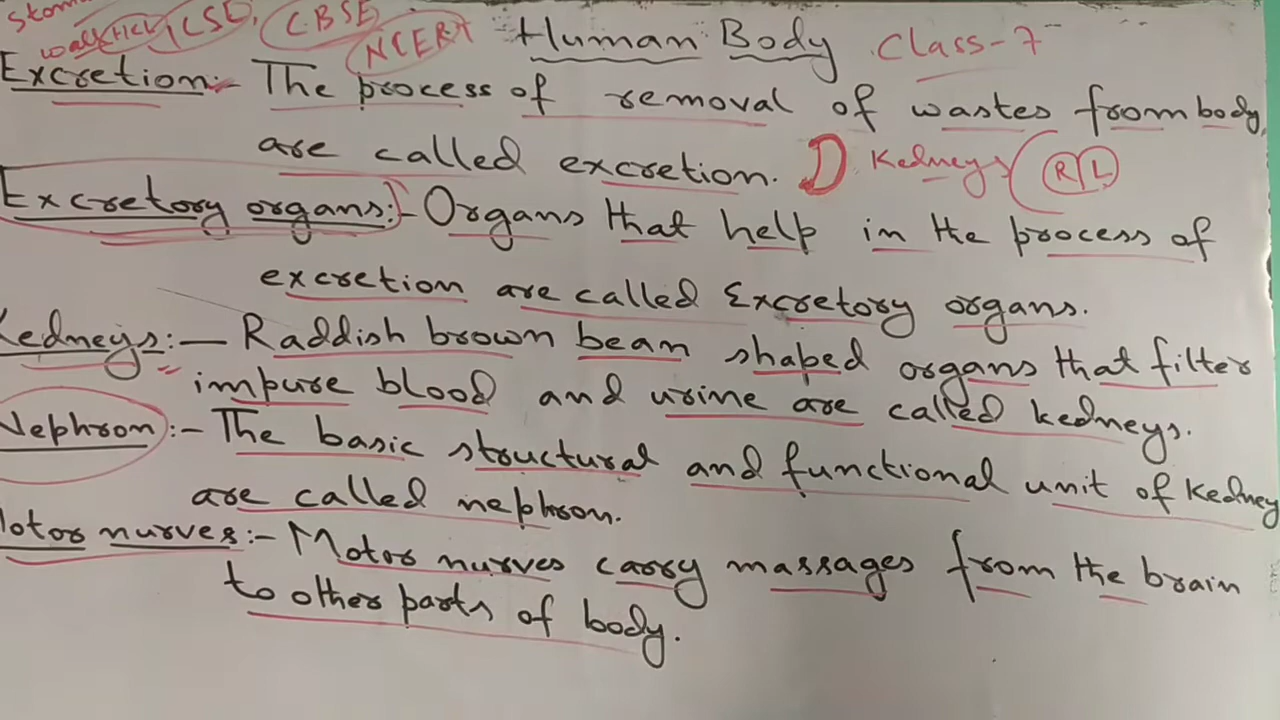 Human Body Class-7
ICSE, CBSE
NCERT
Excretion:- The process of removal of wastes from body
are called excretion. Kedneys R L
Excretory organs:- Organs that help in the process of
excretion are called Excretory organs.
Kedneys:- Raddish brown bean shaped organs that filter
impure blood and urine are called kedneys.
Nephron:- The basic structural and functional unit of kedney
are called nephron.
Motor nurves:- Motor nurves carry massages from the brain
to other parts of body.